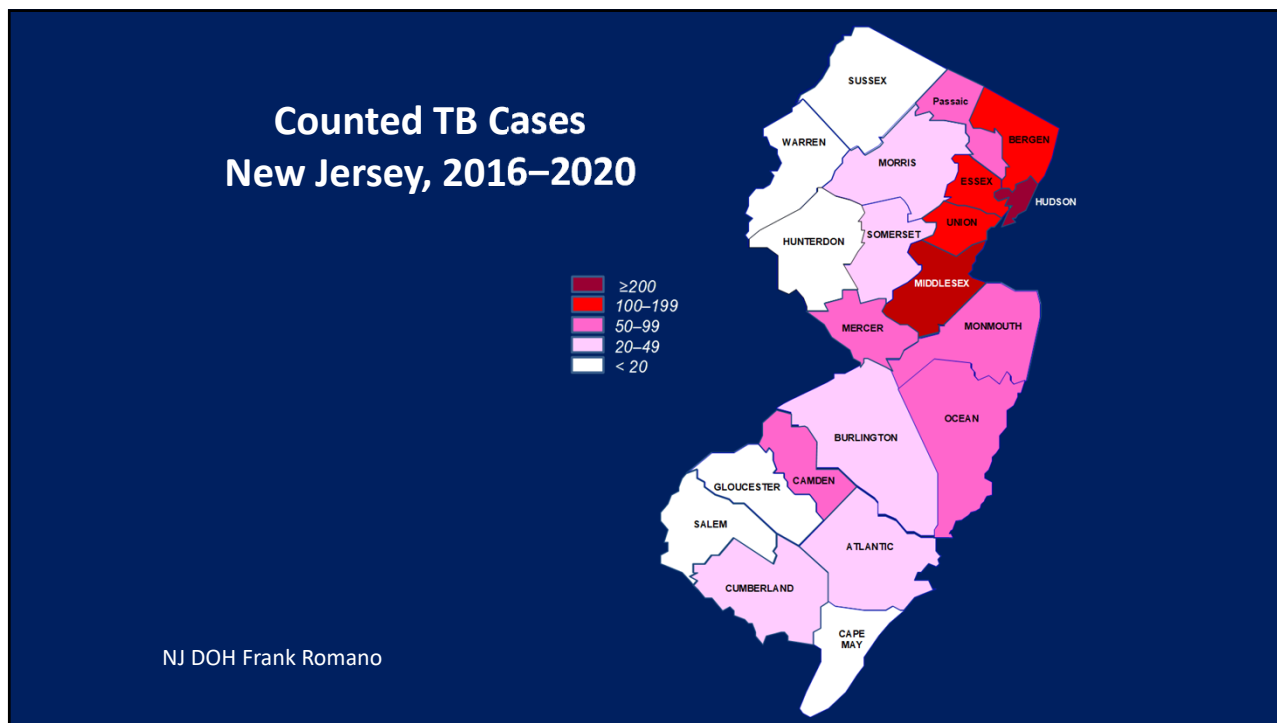 Counted TB Cases
New Jersey, 2016–2020
≥200
100–199
50–99
20–49
< 20
SUSSEX
Passaic
BERGEN
WARREN
MORRIS
ESSEX
HUDSON
UNION
SOMERSET
HUNTERDON
MIDDLESEX
MERCER
MONMOUTH
OCEAN
BURLINGTON
CAMDEN
GLOUCESTER
SALEM
ATLANTIC
CUMBERLAND
CAPE
MAY
NJ DOH Frank Romano